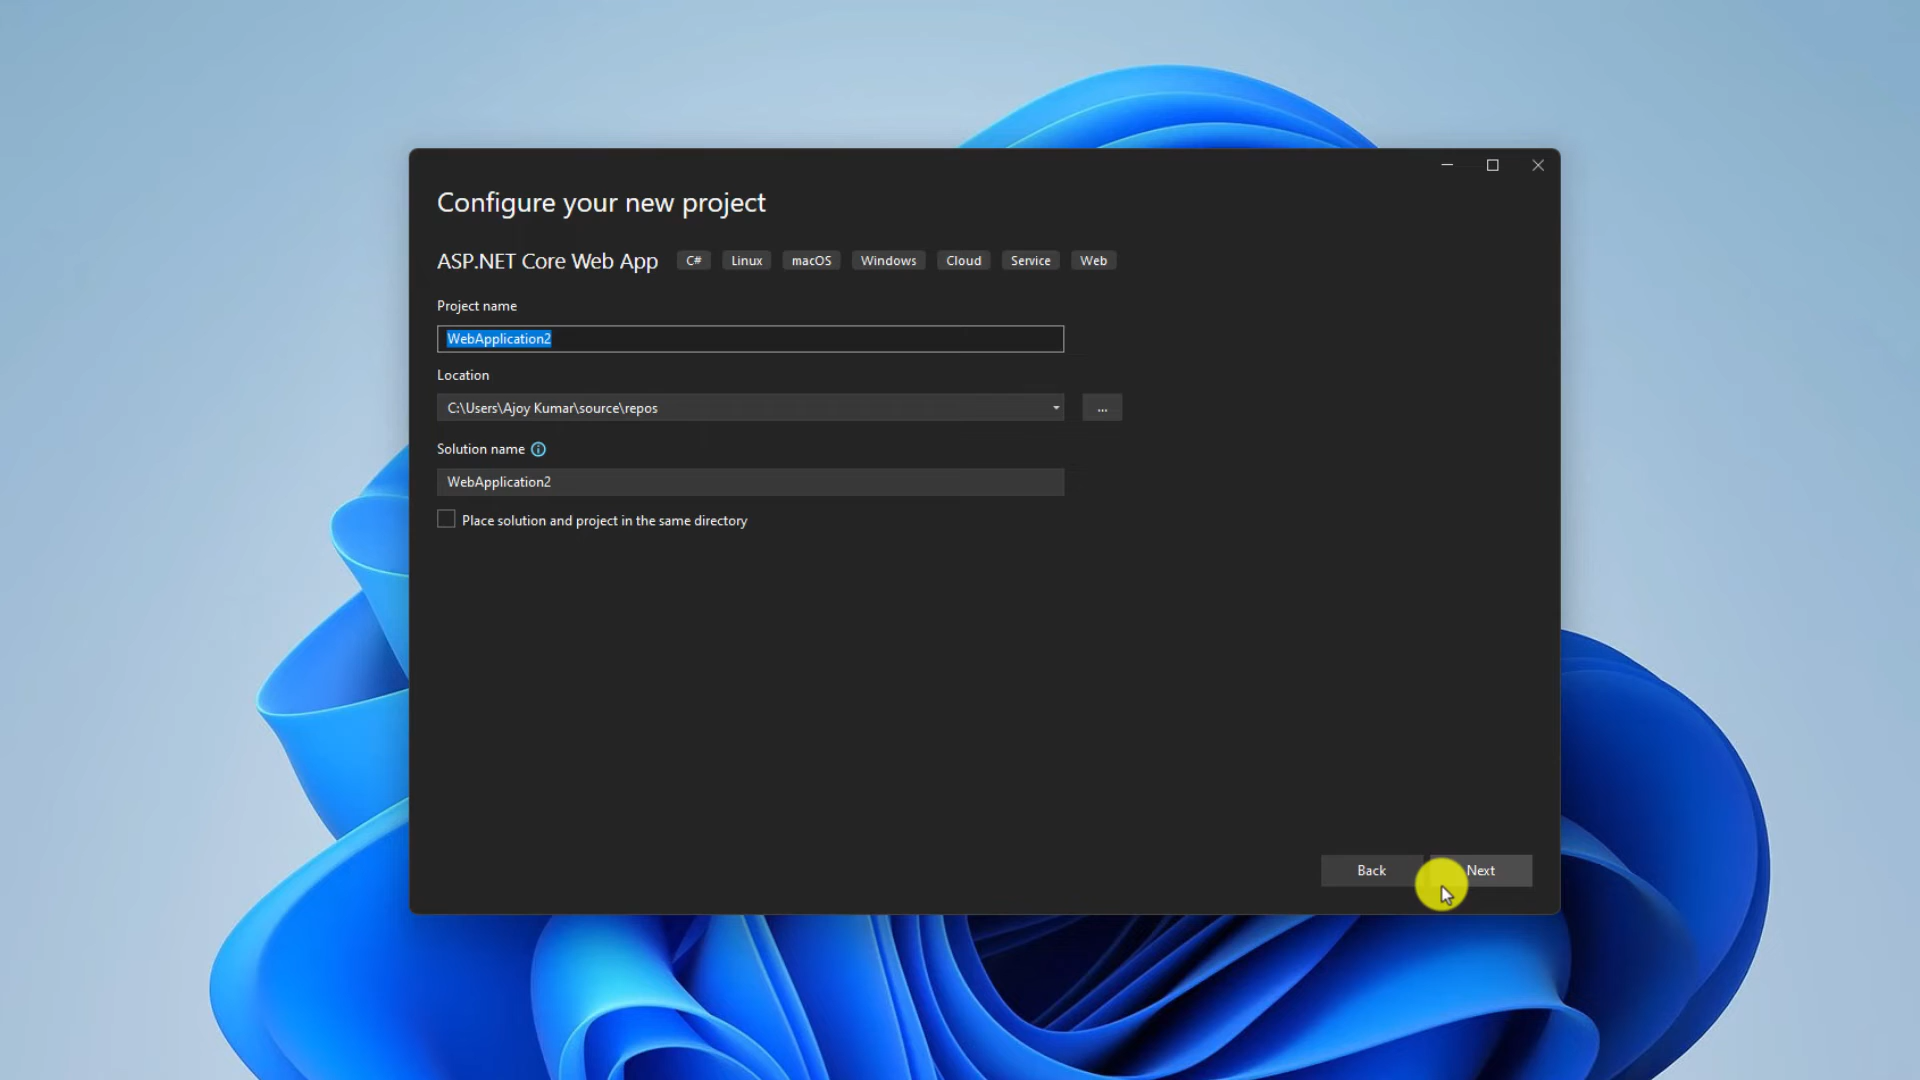 Configure your new project
ASP.NET Core Web App C# Linux macOS Windows Cloud Service Web
Project name
WebApplication2
Location
C:\Users\Ajoy Kumar\source\repos
...
Solution name
WebApplication2
Place solution and project in the same directory
Back Next